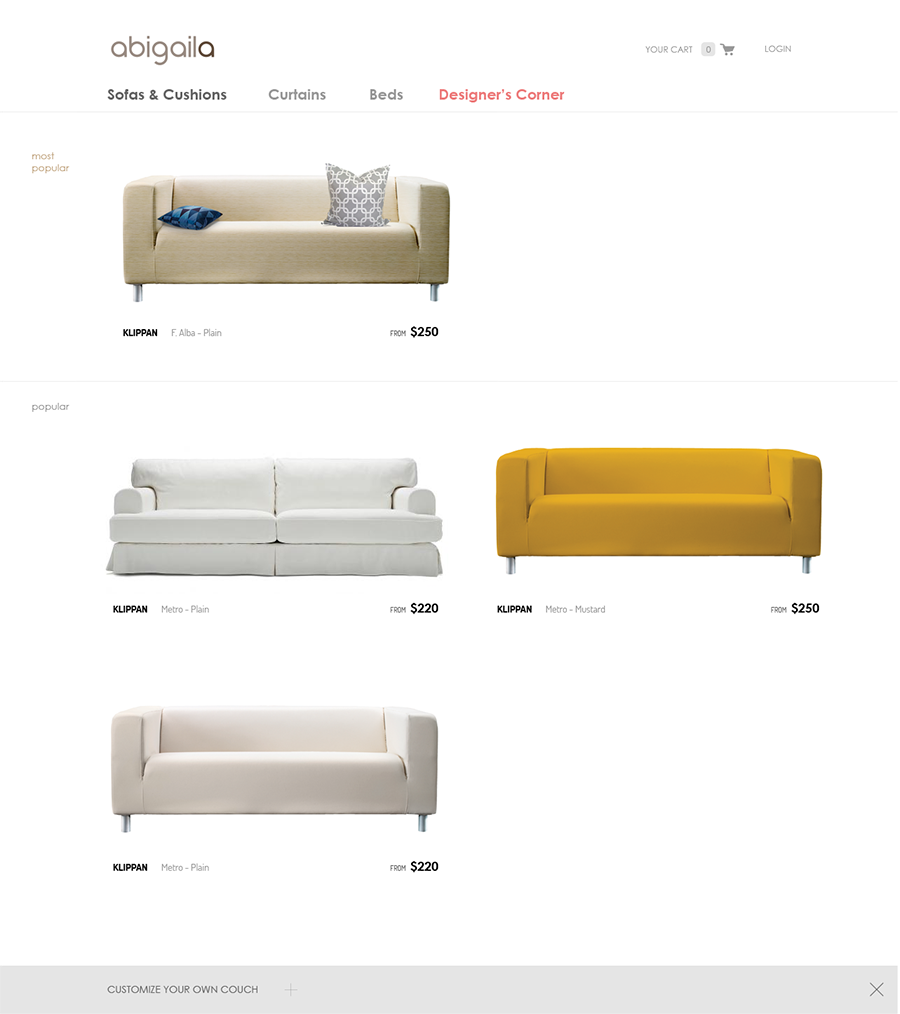 abigaila
YOUR CART 0
LOGIN
Sofas & Cushions Curtains Beds Designer's Corner
most
popular
KLIPPAN F. Alba - Plain FROM $250
popular
KLIPPAN Metro - Plain FROM $220
KLIPPAN Metro - Mustard FROM $250
KLIPPAN Metro - Plain FROM $220
CUSTOMIZE YOUR OWN COUCH